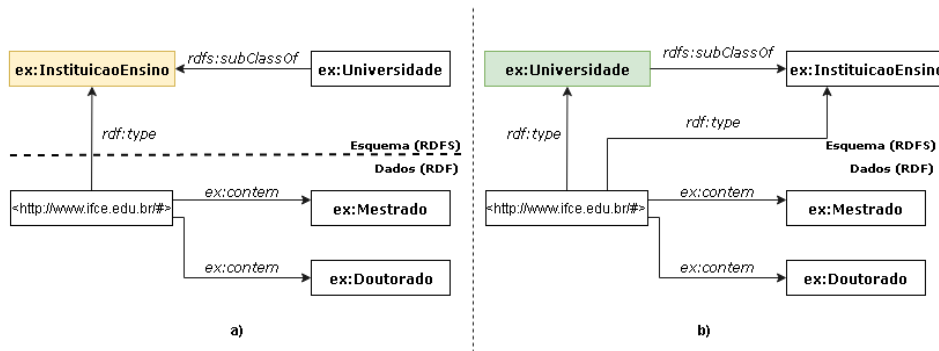 rdfs:subClassOf
ex:InstituicaoEnsino
ex:Universidade
rdf:type
Esquema (RDFS)
Dados (RDF)
<http://www.ifce.edu.br/#>
ex:contem
ex:Mestrado
ex:contem
ex:Doutorado
a)
rdfs:subClassOf
ex:Universidade
ex:InstituicaoEnsino
rdf:type
rdf:type
Esquema (RDFS)
Dados (RDF)
<http://www.ifce.edu.br/#>
ex:contem
ex:Mestrado
ex:contem
ex:Doutorado
b)